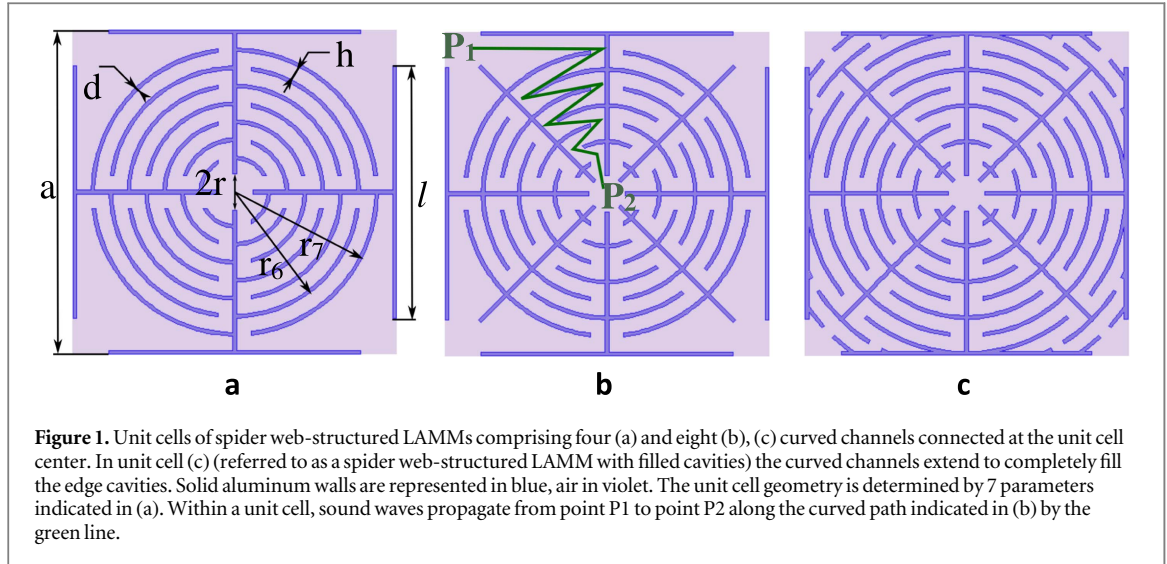 h
d
a
2r
l
r6
r7
P1
P2
a
b
c
Figure 1. Unit cells of spider web-structured LAMMs comprising four (a) and eight (b), (c) curved channels connected at the unit cell
center. In unit cell (c) (referred to as a spider web-structured LAMM with filled cavities) the curved channels extend to completely fill
the edge cavities. Solid aluminum walls are represented in blue, air in violet. The unit cell geometry is determined by 7 parameters
indicated in (a). Within a unit cell, sound waves propagate from point P1 to point P2 along the curved path indicated in (b) by the
green line.